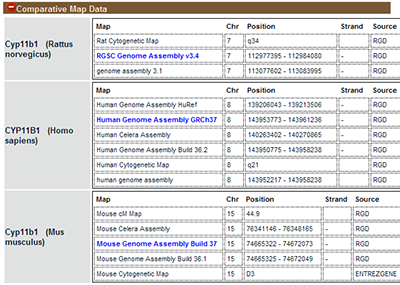 Comparative Map Data
Cyp11b1 (Rattus norvegicus)
Map Chr Position Strand Source
Rat Cytogenetic Map 7 q34 RGD
RGSC Genome Assembly v3.4 7 112977395 - 112984080 - RGD
genome assembly 3.1 7 113077602 - 113083995 - RGD
CYP11B1 (Homo sapiens)
Map Chr Position Strand Source
Human Genome Assembly HuRef 8 139206043 - 139213506 - RGD
Human Genome Assembly GRCh37 8 143953773 - 143961236 - RGD
Human Celera Assembly 8 140263402 - 140270865 - RGD
Human Genome Assembly Build 36.2 8 143950775 - 143958238 - RGD
Human Cytogenetic Map 8 q21 RGD
human genome assembly 8 143952217 - 143958238 - RGD
Cyp11b1 (Mus musculus)
Map Chr Position Strand Source
Mouse cM Map 15 44.9 RGD
Mouse Celera Assembly 15 76341146 - 76348165 - RGD
Mouse Genome Assembly Build 37 15 74665322 - 74672073 - RGD
Mouse Genome Assembly Build 36.1 15 74665325 - 74672049 - RGD
Mouse Cytogenetic Map 15 D3 ENTREZGENE